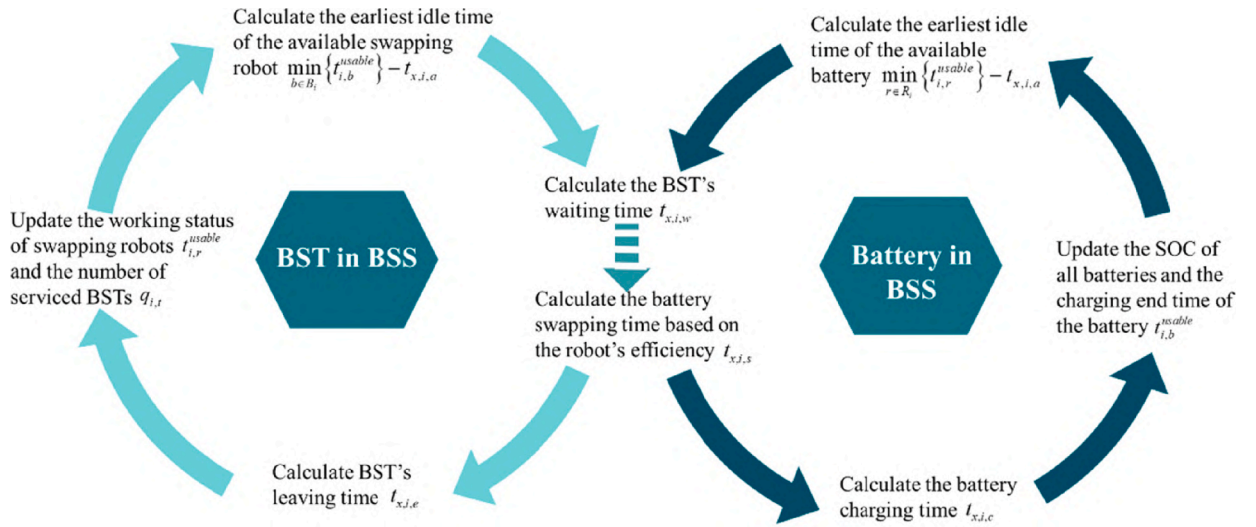 Calculate the earliest idle time
of the available swapping
robot min_{b∈B_i}{t_{i,b}^{usable}} − t_{x,i,a}
Calculate the earliest idle
time of the available
battery min_{r∈R_i}{t_{i,r}^{usable}} − t_{x,i,a}
Calculate the BST's
waiting time t_{x,i,w}
Update the working status
of swapping robots t_{i,r}^{usable}
and the number of
serviced BSTs q_{i,t}
BST in BSS
Battery in
BSS
Update the SOC of
all batteries and the
charging end time of
the battery t_{i,b}^{usable}
Calculate the battery
swapping time based on
the robot's efficiency t_{x,i,s}
Calculate BST's
leaving time t_{x,i,e}
Calculate the battery
charging time t_{x,i,c}